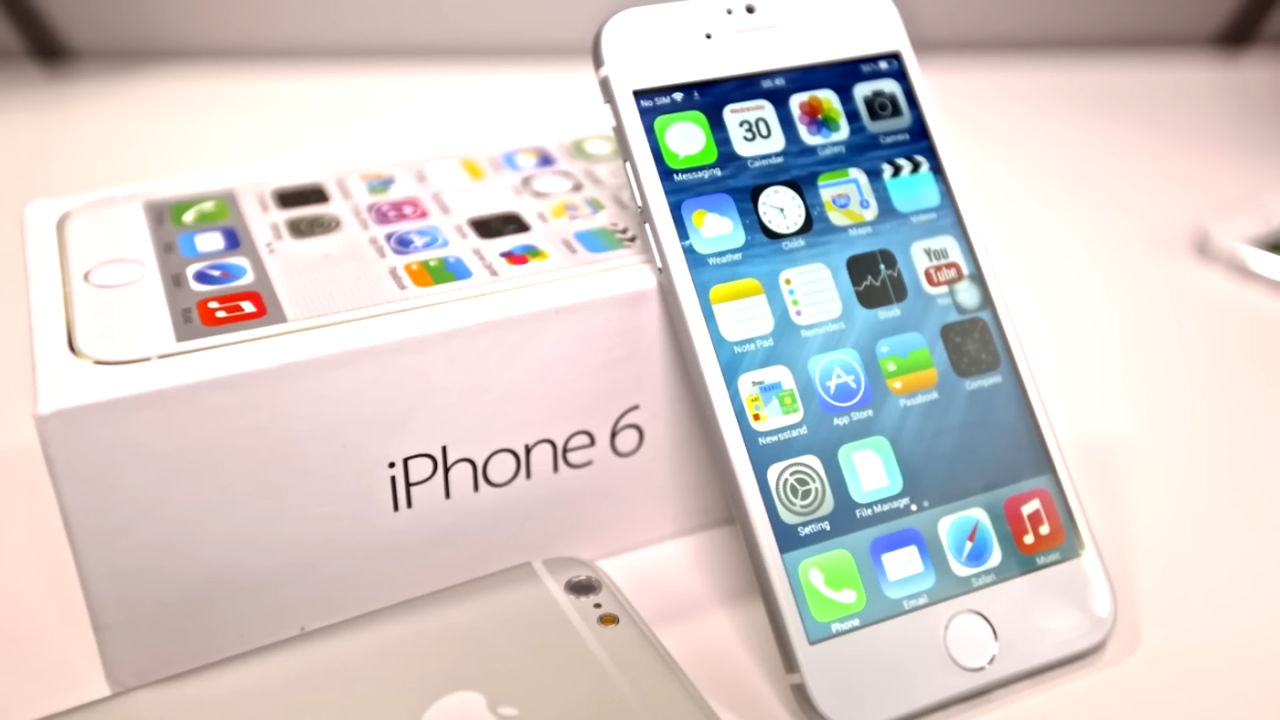 No SIM
Messaging
Wednesday
30
Calendar
Gallery
Camera
Weather
Clock
Maps
Videos
Note Pad
Reminders
Stock
You
Tube
Newsstand
App Store
Passbook
Compass
Setting
File Manager
Phone
Email
Safari
Music
iPhone 6